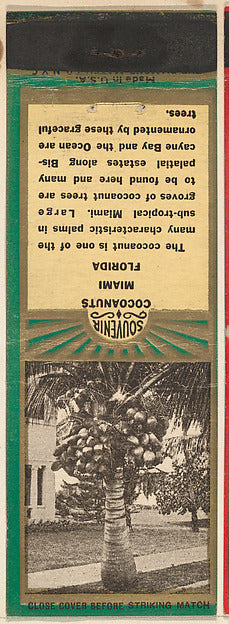 Made in U.S.A.
SOUVENIR
COCOANUTS
MIAMI
FLORIDA
The cocoanut is one of the
many characteristic palms in
sub-tropical Miami. Large
groves of cocoanut trees are
to be found here and many
palatial estates along Bis-
cayne Bay and the Ocean are
ornamented by these graceful
trees.
CLOSE COVER BEFORE STRIKING MATCH